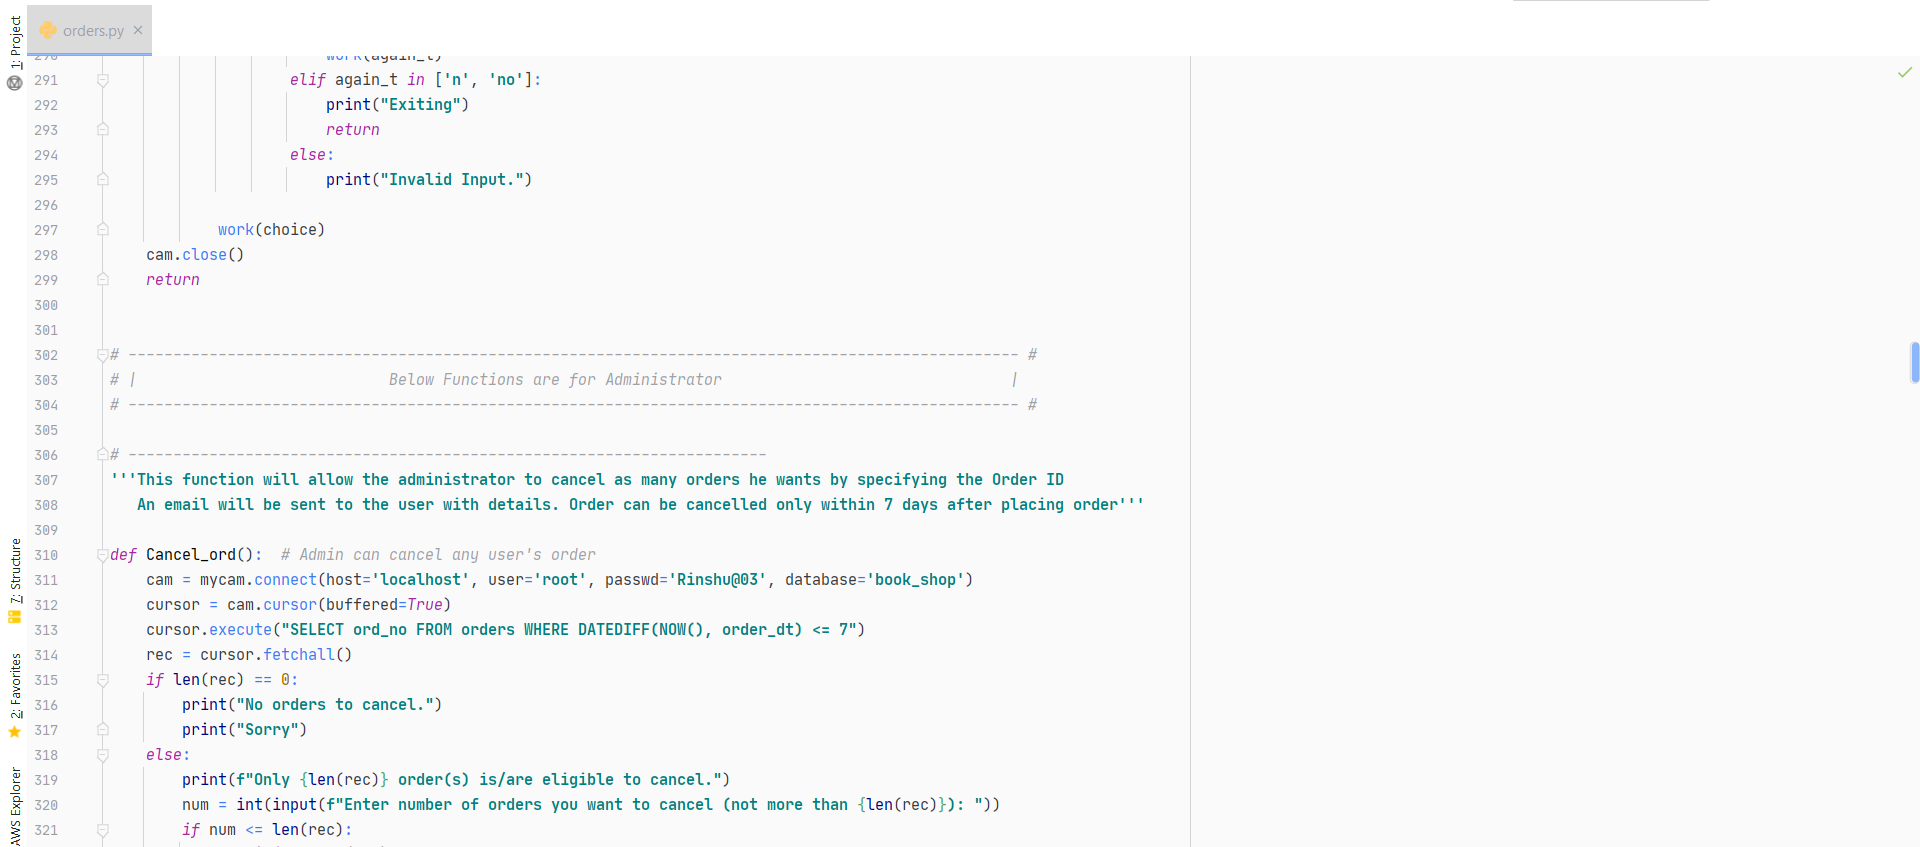 orders.py
1: Project
7: Structure
2: Favorites
AWS Explorer
290 work(again_t)
291 elif again_t in ['n', 'no']:
292 print("Exiting")
293 return
294 else:
295 print("Invalid Input.")
296
297 work(choice)
298 cam.close()
299 return
300
301
302 # --------------------------------------------------------------------------------------------------- #
303 # | Below Functions are for Administrator |
304 # --------------------------------------------------------------------------------------------------- #
305
306 # -----------------------------------------------------------------------
307 '''This function will allow the administrator to cancel as many orders he wants by specifying the Order ID
308 An email will be sent to the user with details. Order can be cancelled only within 7 days after placing order'''
309
310 def Cancel_ord(): # Admin can cancel any user's order
311 cam = mycam.connect(host='localhost', user='root', passwd='Rinshu@03', database='book_shop')
312 cursor = cam.cursor(buffered=True)
313 cursor.execute("SELECT ord_no FROM orders WHERE DATEDIFF(NOW(), order_dt) <= 7")
314 rec = cursor.fetchall()
315 if len(rec) == 0:
316 print("No orders to cancel.")
317 print("Sorry")
318 else:
319 print(f"Only {len(rec)} order(s) is/are eligible to cancel.")
320 num = int(input(f"Enter number of orders you want to cancel (not more than {len(rec)}): "))
321 if num <= len(rec):